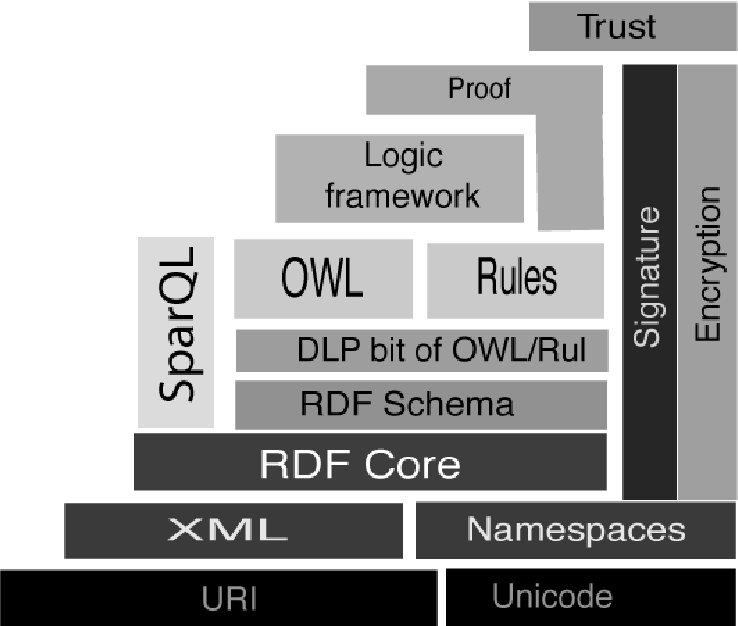 Trust
Proof
Logic
framework
SparQL
OWL
Rules
Signature
Encryption
DLP bit of OWL/Rul
RDF Schema
RDF Core
XML
Namespaces
URI
Unicode